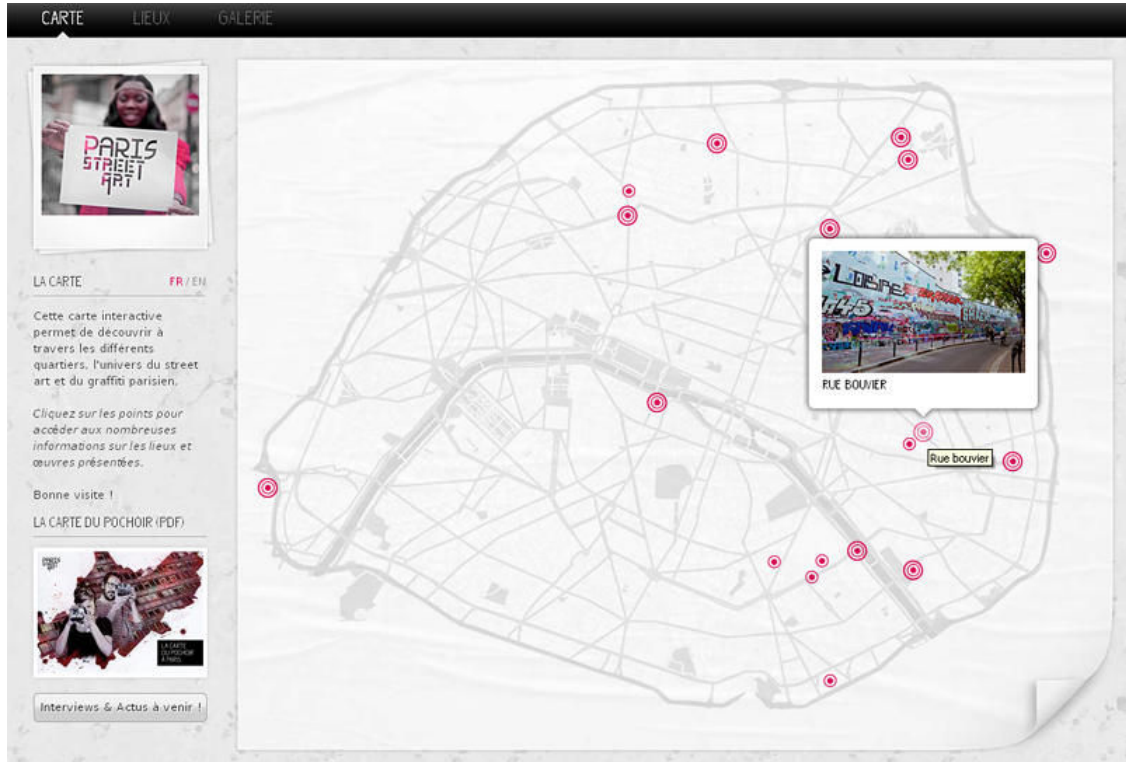 CARTE
LIEUX
GALERIE
PARIS
STREET
ART
LA CARTE
FR / EN
Cette carte interactive
permet de découvrir à
travers les différents
quartiers, l'univers du street
art et du graffiti parisien.
Cliquez sur les points pour
accéder aux nombreuses
informations sur les lieux et
œuvres présentées.
Bonne visite !
LA CARTE DU POCHOIR (PDF)
PARIS
STREET
ART
LA CARTE
DU POCHOIR
À PARIS
Interviews & Actus à venir !
RUE BOUVIER
Rue bouvier